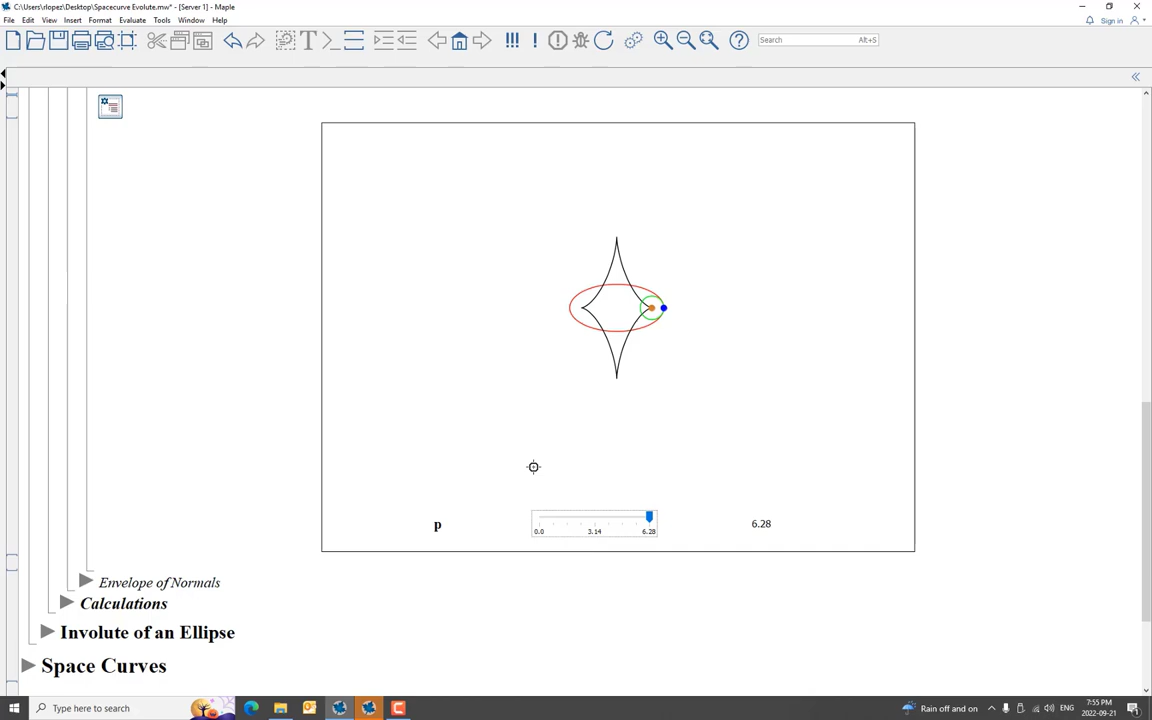 C:\Users\rlopez\Desktop\Spacecurve Evolute.mw* - [Server 1] - Maple
File Edit View Insert Format Evaluate Tools Window Help
Sign in
Search Alt+S
p
0.0 3.14 6.28
6.28
Envelope of Normals
Calculations
Involute of an Ellipse
Space Curves
Type here to search
Rain off and on
ENG
7:55 PM
2022-09-21